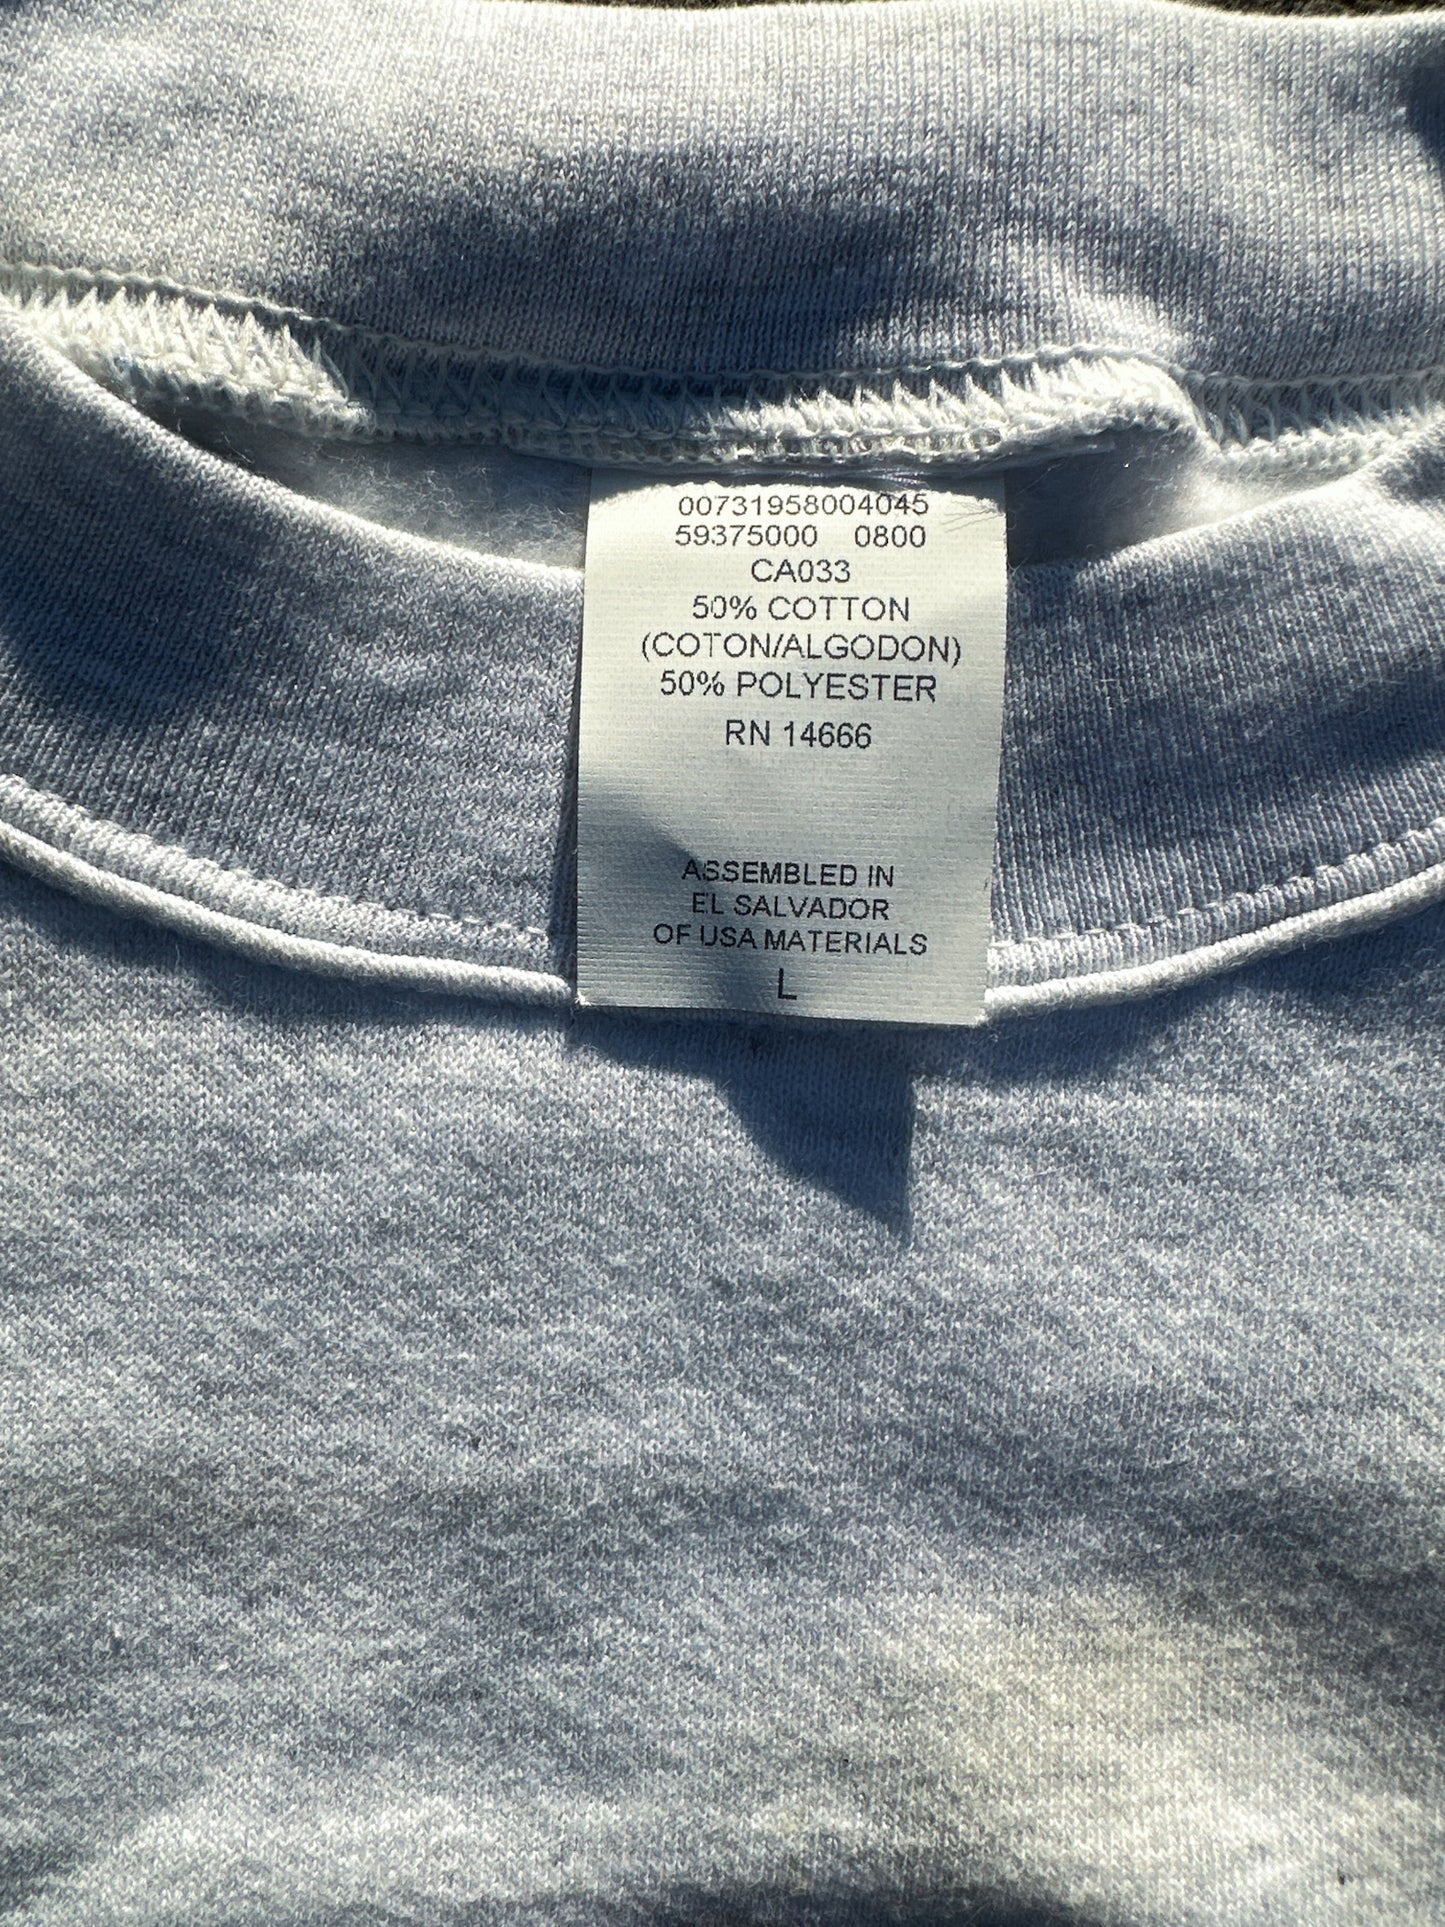 00731958004045
59375000 0800
CA033
50% COTTON
(COTON/ALGODON)
50% POLYESTER
RN 14666
ASSEMBLED IN
EL SALVADOR
OF USA MATERIALS
L